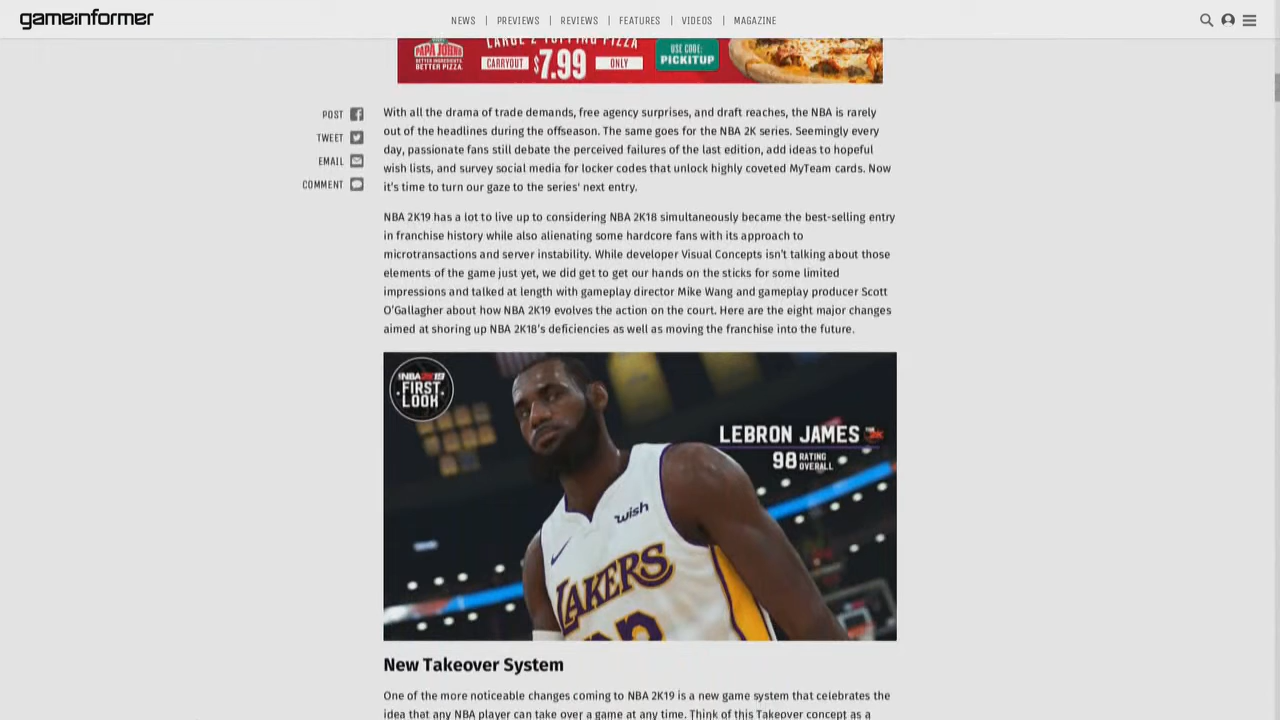 gameinformer
NEWS | PREVIEWS | REVIEWS | FEATURES | VIDEOS | MAGAZINE
PAPA JOHNS
BETTER INGREDIENTS.
BETTER PIZZA.
LARGE 2-TOPPING PIZZA
CARRYOUT $7.99 ONLY
USE CODE:
PICKITUP
POST
TWEET
EMAIL
COMMENT
With all the drama of trade demands, free agency surprises, and draft reaches, the NBA is rarely
out of the headlines during the offseason. The same goes for the NBA 2K series. Seemingly every
day, passionate fans still debate the perceived failures of the last edition, add ideas to hopeful
wish lists, and survey social media for locker codes that unlock highly coveted MyTeam cards. Now
it's time to turn our gaze to the series' next entry.
NBA 2K19 has a lot to live up to considering NBA 2K18 simultaneously became the best-selling entry
in franchise history while also alienating some hardcore fans with its approach to
microtransactions and server instability. While developer Visual Concepts isn't talking about those
elements of the game just yet, we did get to get our hands on the sticks for some limited
impressions and talked at length with gameplay director Mike Wang and gameplay producer Scott
O'Gallagher about how NBA 2K19 evolves the action on the court. Here are the eight major changes
aimed at shoring up NBA 2K18's deficiencies as well as moving the franchise into the future.
NBA 2K19
FIRST
LOOK
LEBRON JAMES
98 RATING
OVERALL
wish
LAKERS
New Takeover System
One of the more noticeable changes coming to NBA 2K19 is a new game system that celebrates the
idea that any NBA player can take over a game at any time. Think of this Takeover concept as a